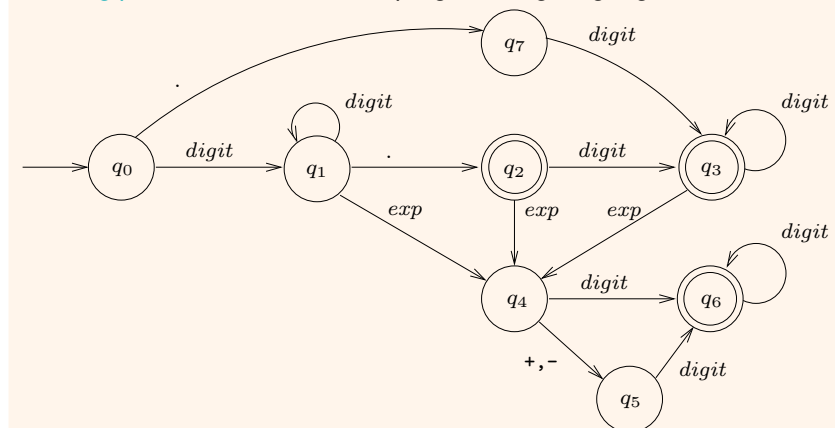 digit
q7
.
digit
digit
digit
.
digit
q0
q1
q2
q3
exp
exp
exp
digit
digit
q4
q6
+,-
digit
q5